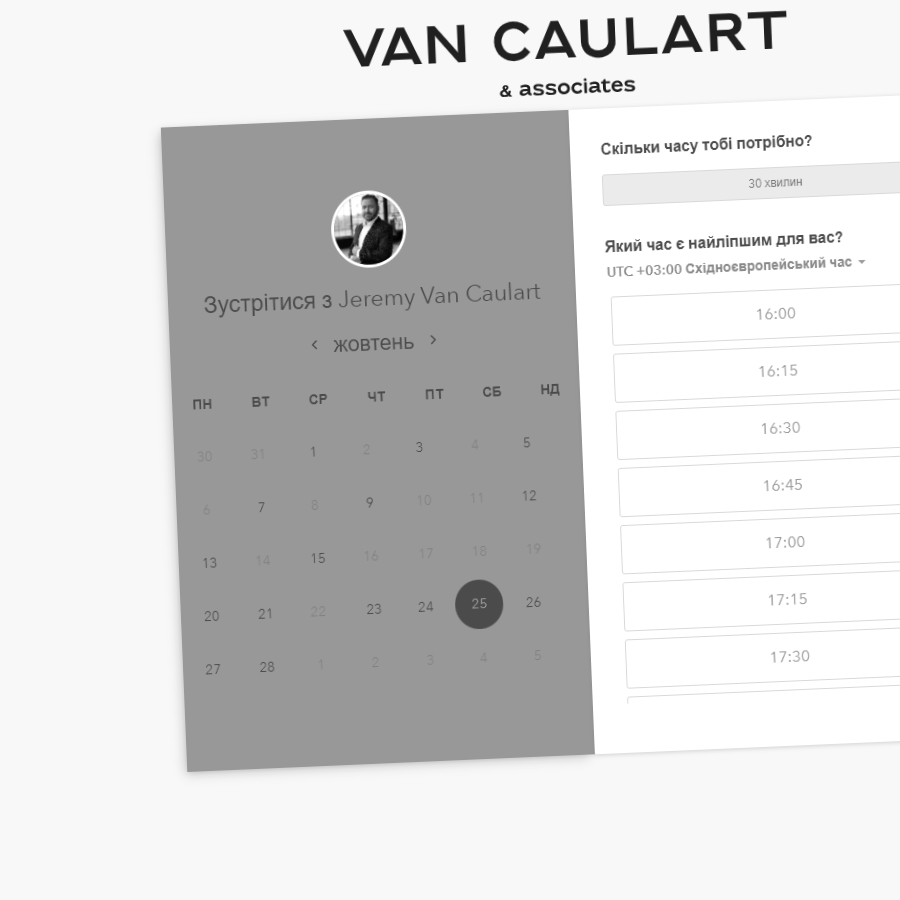 VAN CAULART
& associates
Зустрітися з Jeremy Van Caulart
жовтень
ПН ВТ СР ЧТ ПТ СБ НД
30 31 1 2 3 4 5
6 7 8 9 10 11 12
13 14 15 16 17 18 19
20 21 22 23 24 25 26
27 28 1 2 3 4 5
Скільки часу тобі потрібно?
30 хвилин
Який час є найліпшим для вас?
UTC +03:00 Східноєвропейський час
16:00
16:15
16:30
16:45
17:00
17:15
17:30